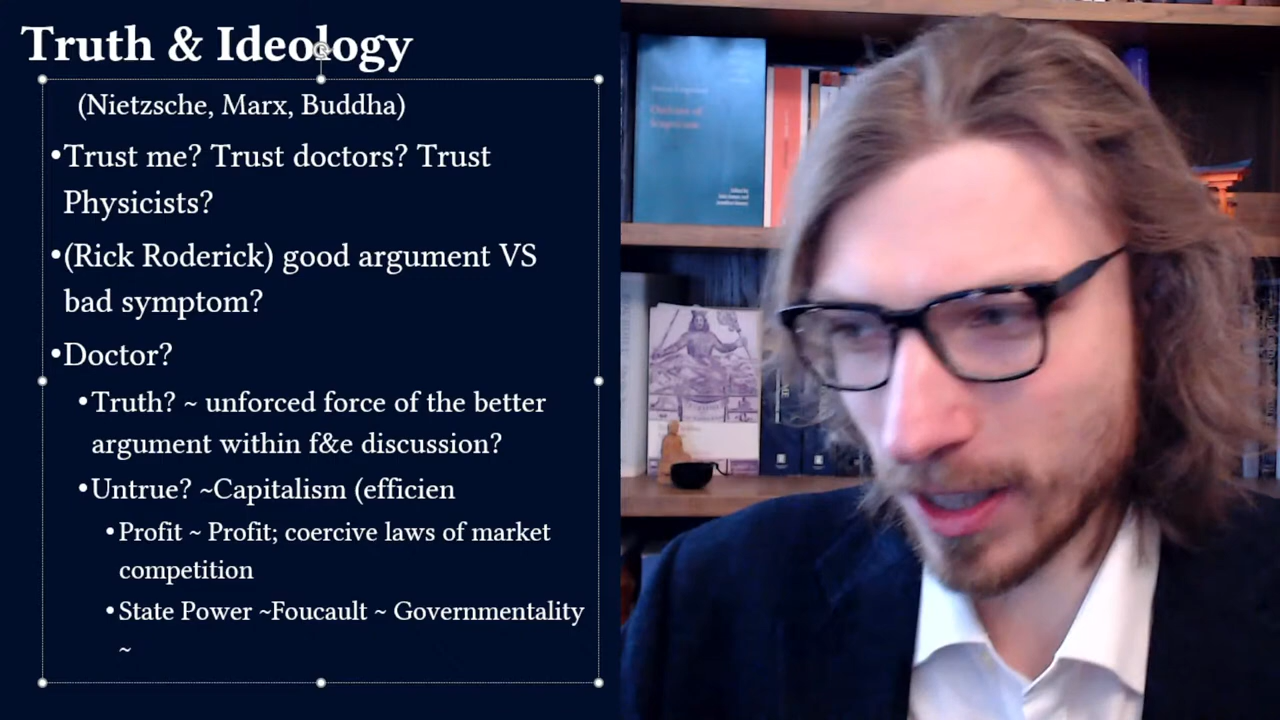 Truth & Ideology
(Nietzsche, Marx, Buddha)
•Trust me? Trust doctors? Trust
Physicists?
•(Rick Roderick) good argument VS
bad symptom?
•Doctor?
•Truth? ~ unforced force of the better
argument within f&e discussion?
•Untrue? ~Capitalism (efficien
•Profit ~ Profit; coercive laws of market
competition
•State Power ~Foucault ~ Governmentality
~